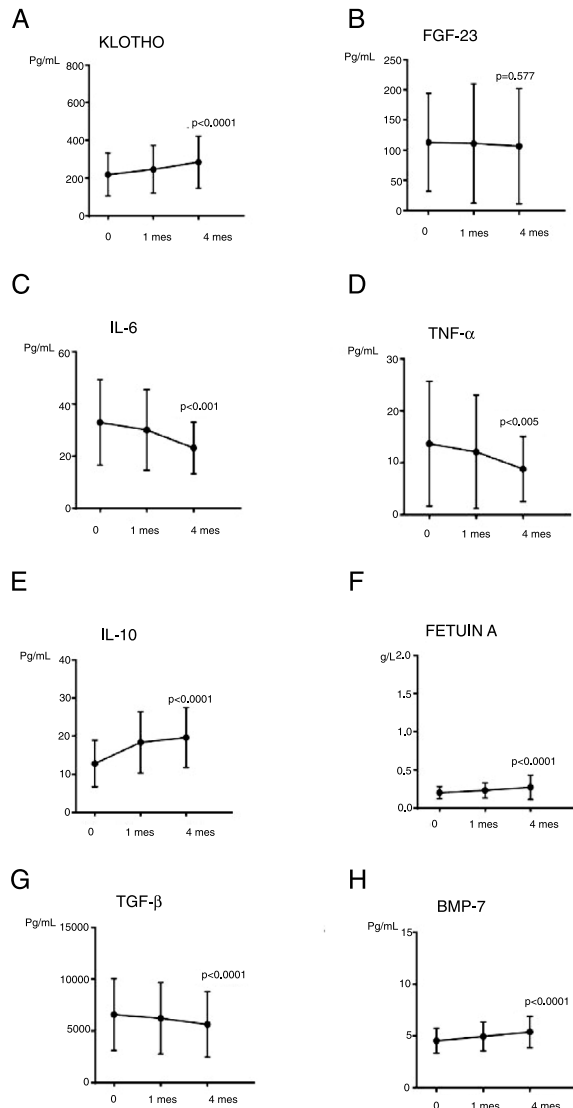 A
KLOTHO
Pg/mL
800
600
400
200
0
p<0.0001
0 1 mes 4 mes
B
FGF-23
Pg/mL
250
200
150
100
50
0
p=0.577
0 1 mes 4 mes
C
IL-6
Pg/mL
60
40
20
0
p<0.001
0 1 mes 4 mes
D
TNF-α
Pg/mL
30
20
10
0
p<0.005
0 1 mes 4 mes
E
IL-10
Pg/mL
40
30
20
10
0
p<0.0001
0 1 mes 4 mes
F
FETUIN A
g/L
2.0
1.5
1.0
0.5
0.0
p<0.0001
0 1 mes 4 mes
G
TGF-β
Pg/mL
15000
10000
5000
0
p<0.0001
0 1 mes 4 mes
H
BMP-7
Pg/mL
15
10
5
0
p<0.0001
0 1 mes 4 mes